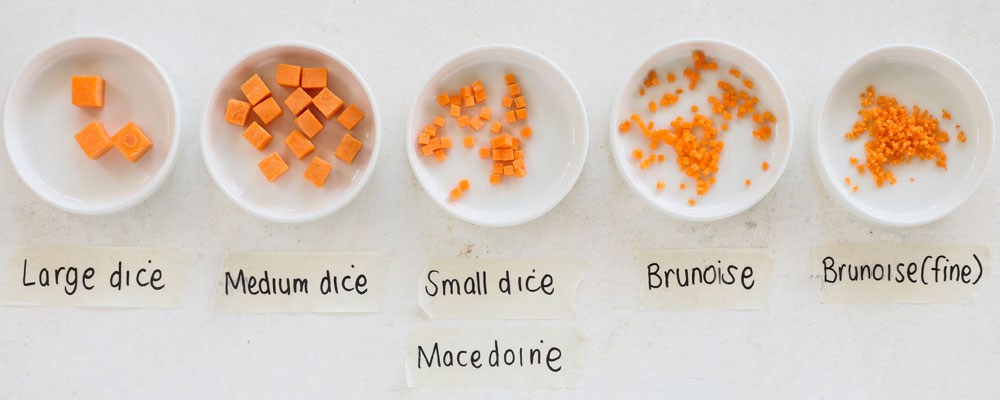 Large dice
Medium dice
Small dice
Brunoise
Brunoise(fine)
Macedoine